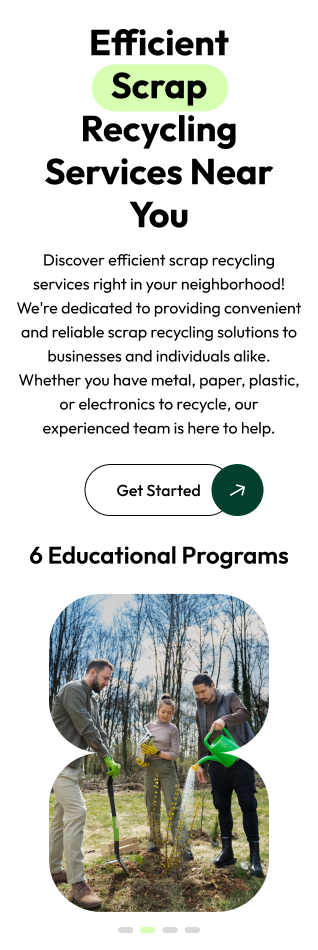 Efficient
Scrap
Recycling
Services Near
You
Discover efficient scrap recycling
services right in your neighborhood!
We're dedicated to providing convenient
and reliable scrap recycling solutions to
businesses and individuals alike.
Whether you have metal, paper, plastic,
or electronics to recycle, our
experienced team is here to help.
Get Started
6 Educational Programs